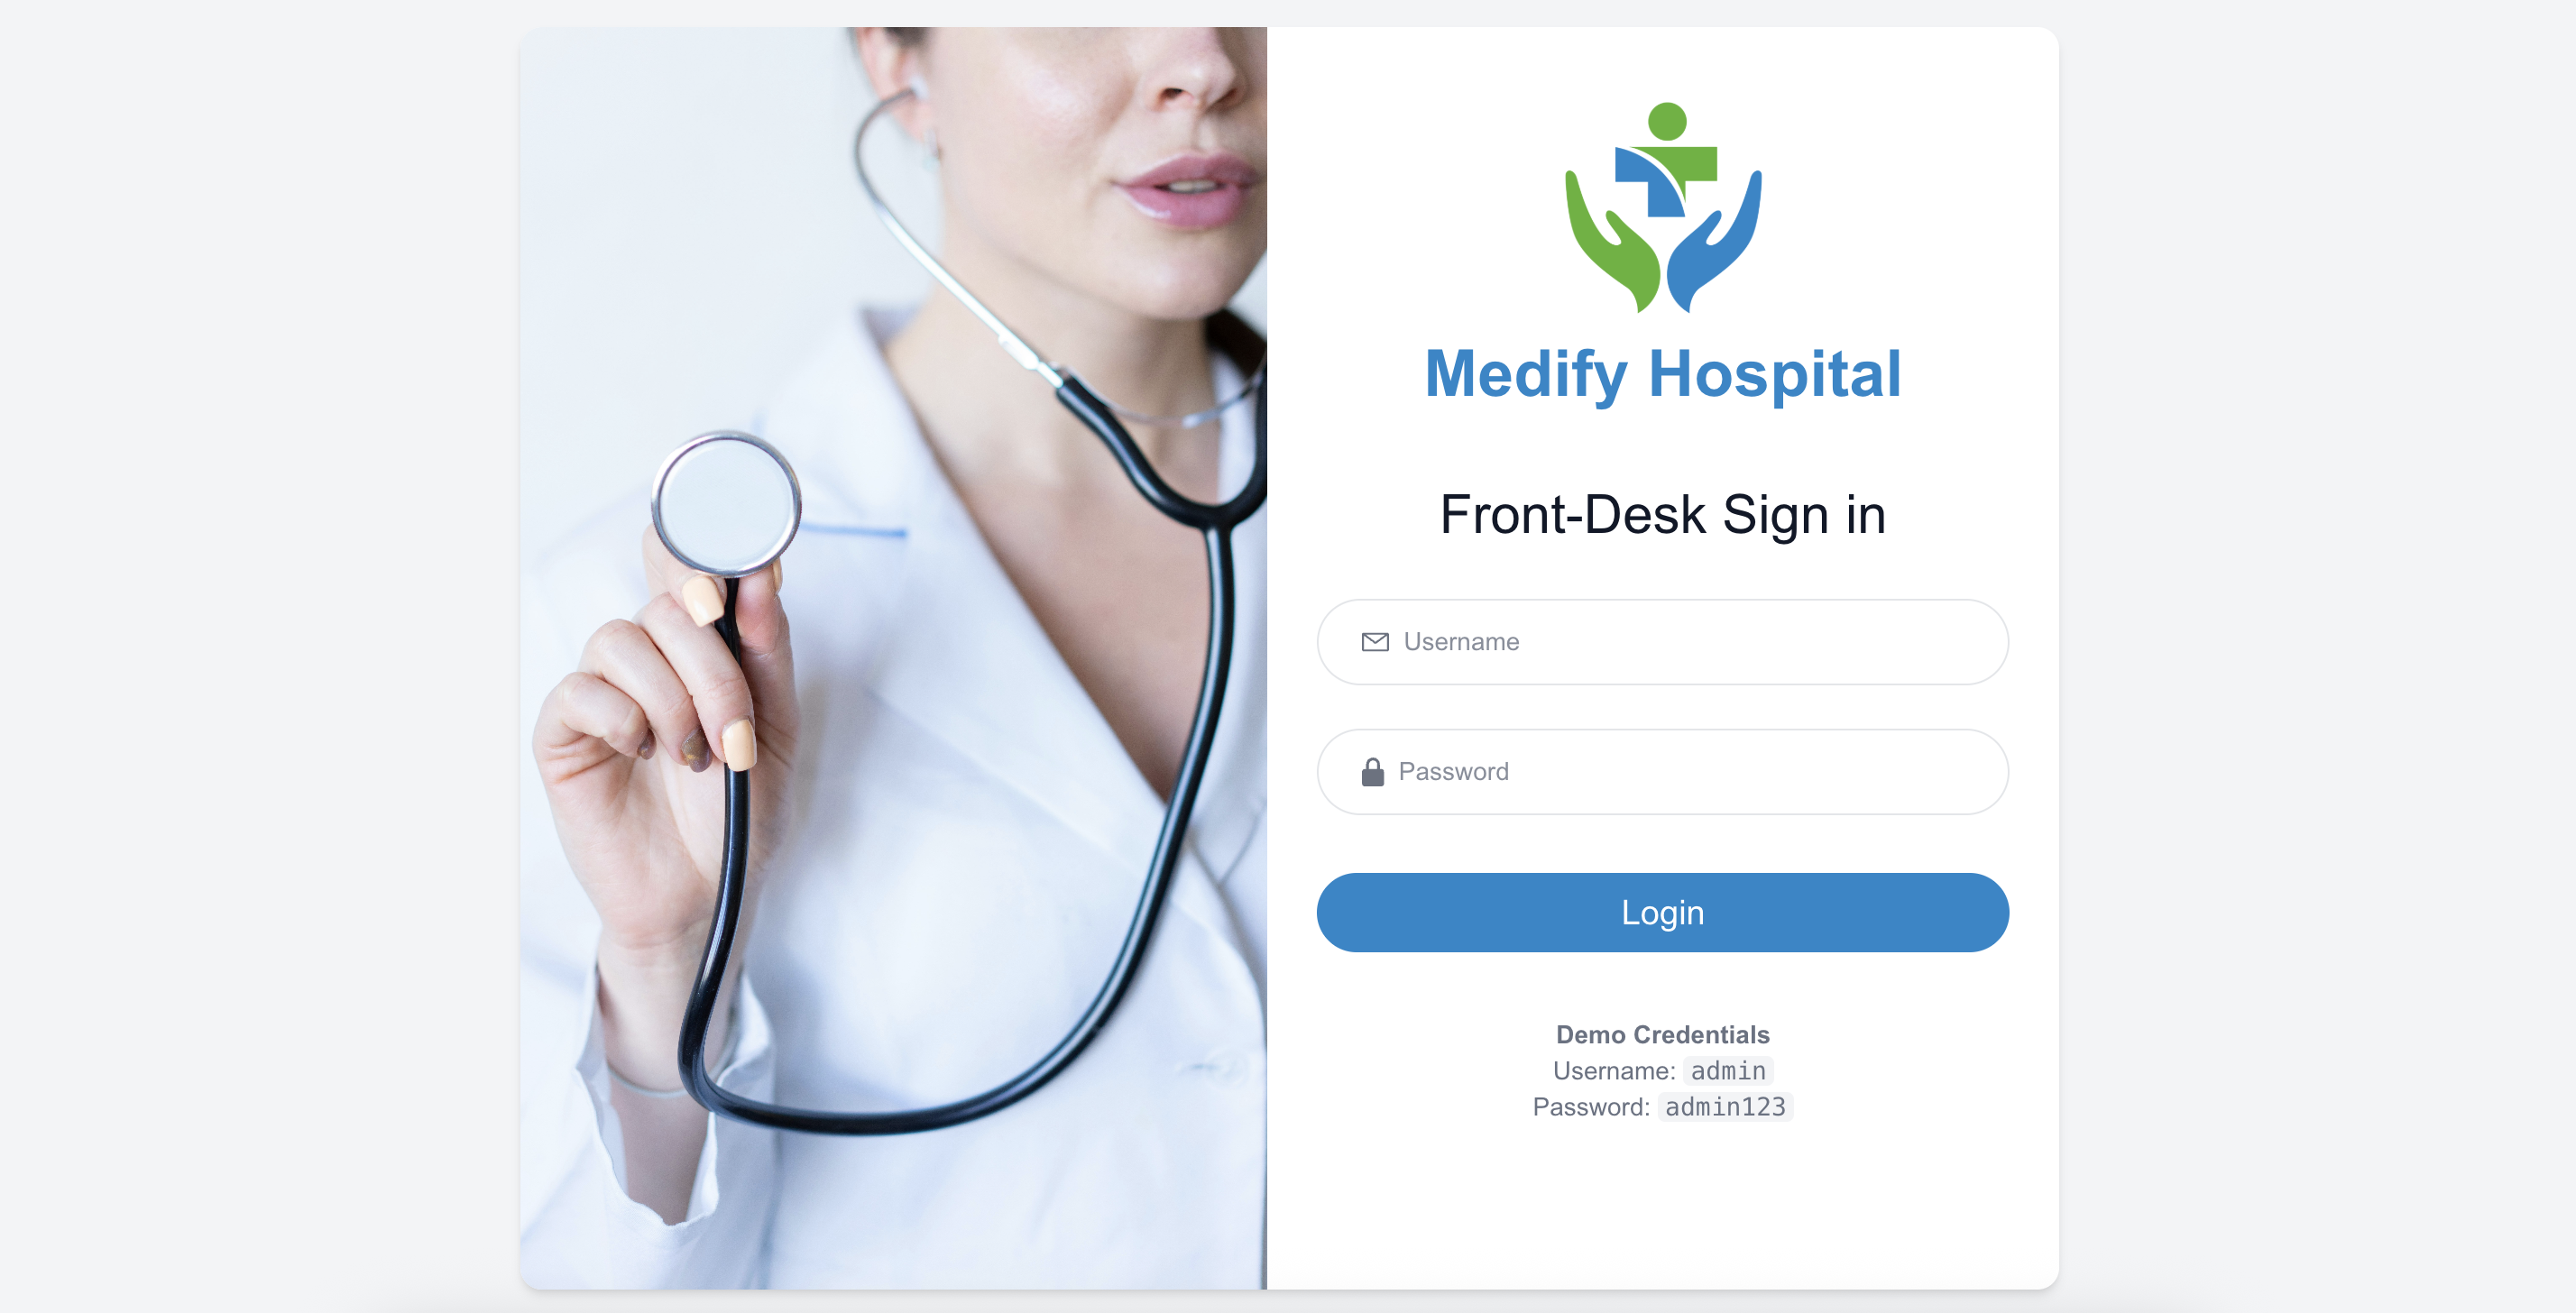 Medify Hospital
Front-Desk Sign in
Username
Password
Login
Demo Credentials
Username: admin
Password: admin123